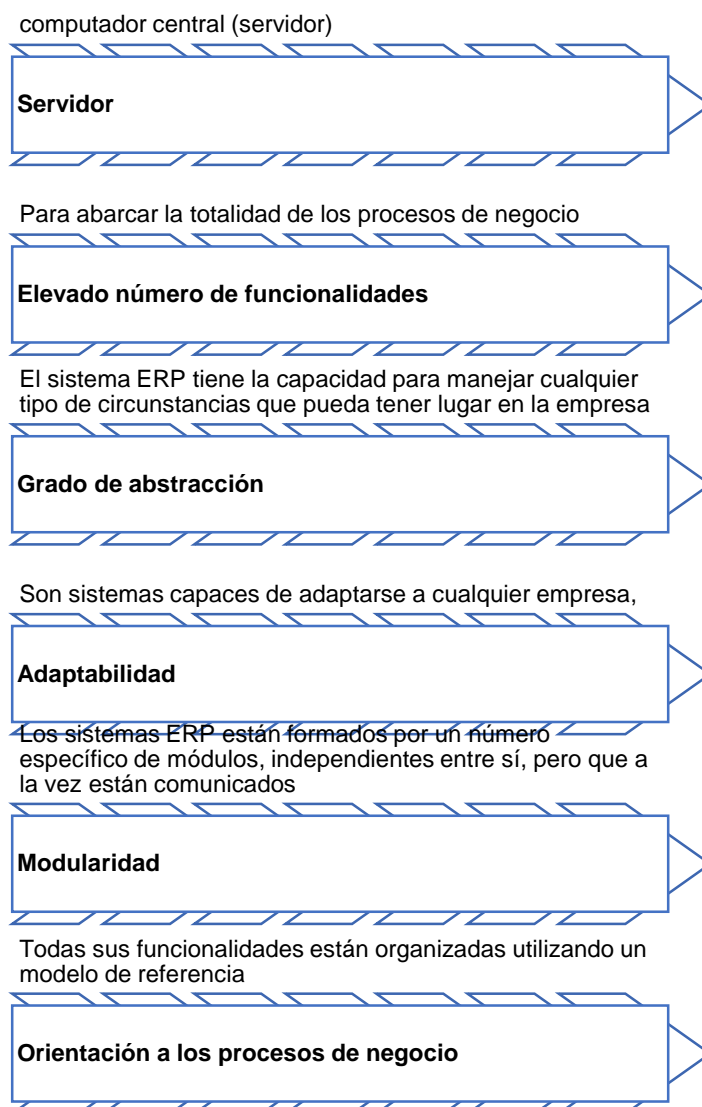 computador central (servidor)
Servidor
Para abarcar la totalidad de los procesos de negocio
Elevado número de funcionalidades
El sistema ERP tiene la capacidad para manejar cualquier
tipo de circunstancias que pueda tener lugar en la empresa
Grado de abstracción
Son sistemas capaces de adaptarse a cualquier empresa,
Adaptabilidad
Los sistemas ERP están formados por un número
específico de módulos, independientes entre sí, pero que a
la vez están comunicados
Modularidad
Todas sus funcionalidades están organizadas utilizando un
modelo de referencia
Orientación a los procesos de negocio